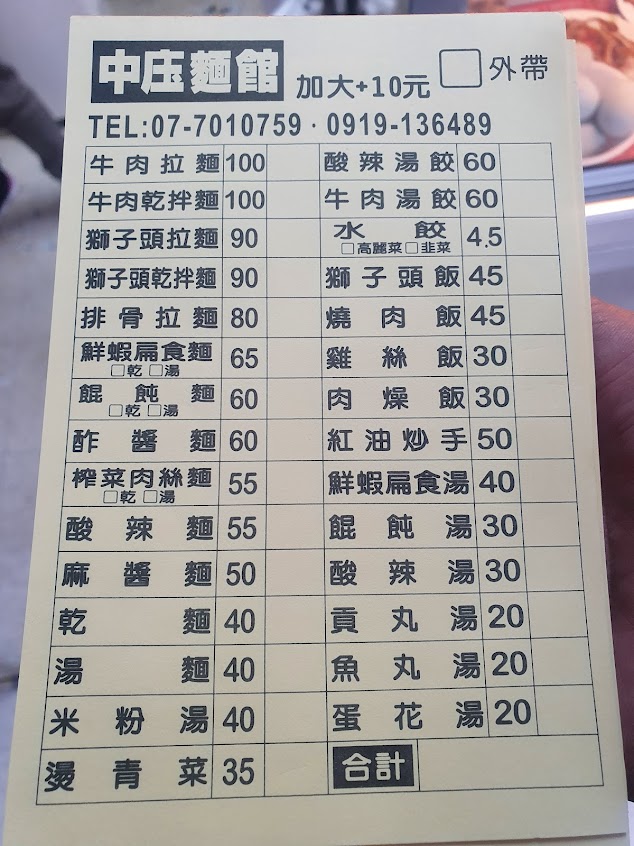 中庄麵館 加大+10元 □外帶
TEL:07-7010759·0919-136489
牛肉拉麵 100 酸辣湯餃 60
牛肉乾拌麵 100 牛肉湯餃 60
獅子頭拉麵 90 水餃 4.5
□高麗菜□韭菜
獅子頭乾拌麵 90 獅子頭飯 45
排骨拉麵 80 燒肉飯 45
鮮蝦扁食麵 65 雞絲飯 30
□乾 □湯
餛飩麵 60 肉燥飯 30
□乾 □湯
酢醬麵 60 紅油炒手 50
榨菜肉絲麵 55 鮮蝦扁食湯 40
□乾 □湯
酸辣麵 55 餛飩湯 30
麻醬麵 50 酸辣湯 30
乾麵 40 貢丸湯 20
湯麵 40 魚丸湯 20
米粉湯 40 蛋花湯 20
燙青菜 35 合計